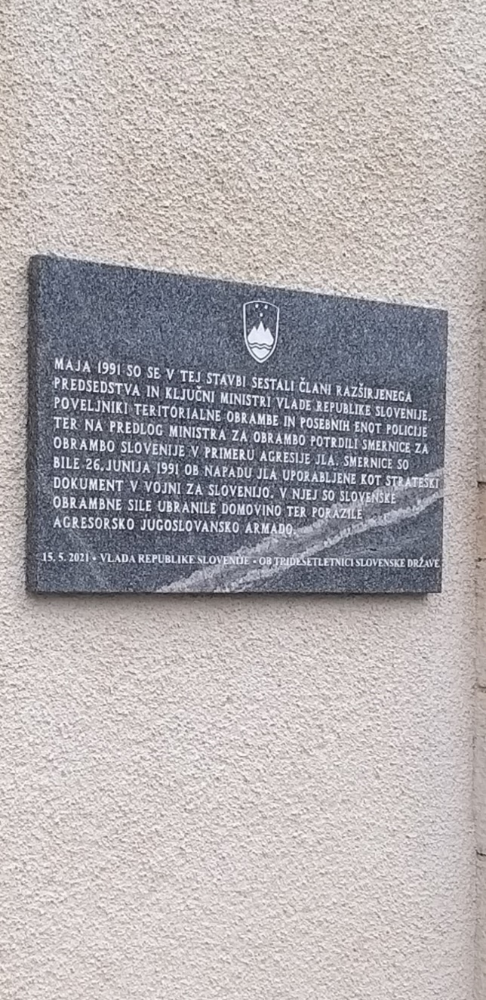 MAJA 1991 SO SE V TEJ STAVBI SESTALI ČLANI RAZŠIRJENEGA
PREDSEDSTVA IN KLJUČNI MINISTRI VLADE REPUBLIKE SLOVENIJE,
POVELJNIKI TERITORIALNE OBRAMBE IN POSEBNIH ENOT POLICIJE
TER NA PREDLOG MINISTRA ZA OBRAMBO POTRDILI SMERNICE ZA
OBRAMBO SLOVENIJE V PRIMERU AGRESIJE JLA. SMERNICE SO
BILE 26.JUNIJA 1991 OB NAPADU JLA UPORABLJENE KOT STRATEŠKI
DOKUMENT V VOJNI ZA SLOVENIJO. V NJEJ SO SLOVENSKE
OBRAMBNE SILE UBRANILE DOMOVINO TER PORAZILE
AGRESORSKO JUGOSLOVANSKO ARMADO.
15. 5. 2021 • VLADA REPUBLIKE SLOVENIJE • OB TRIDESETLETNICI SLOVENSKE DRŽAVE